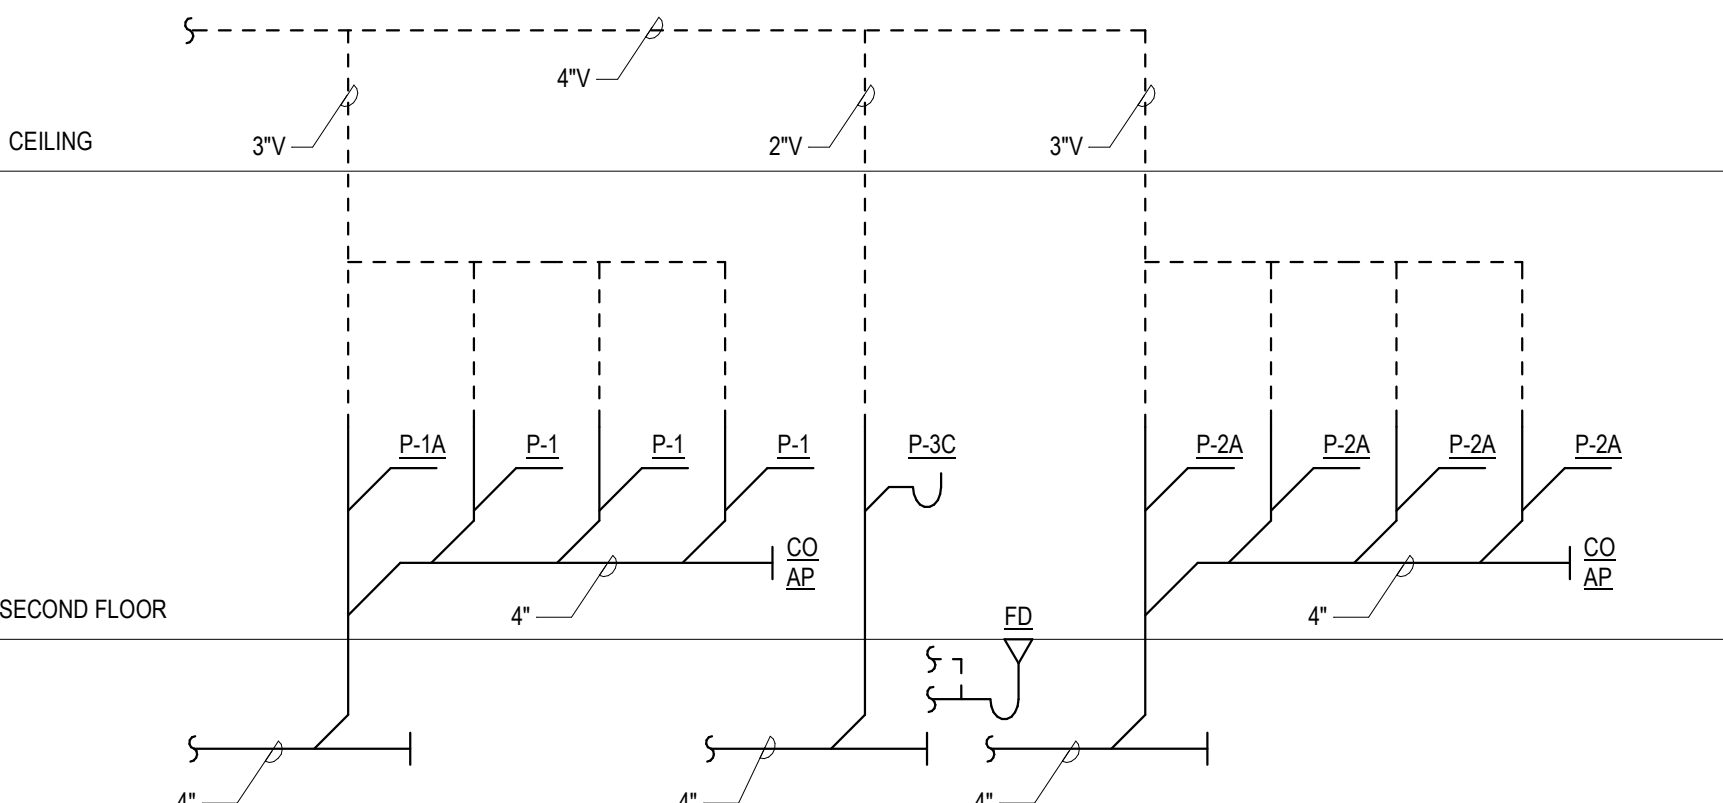 4"V
CEILING
3"V
2"V
3"V
P-1A
P-1
P-1
P-1
P-3C
P-2A
P-2A
P-2A
P-2A
CO
AP
CO
AP
SECOND FLOOR
4"
FD
4"
4"
4"
4"